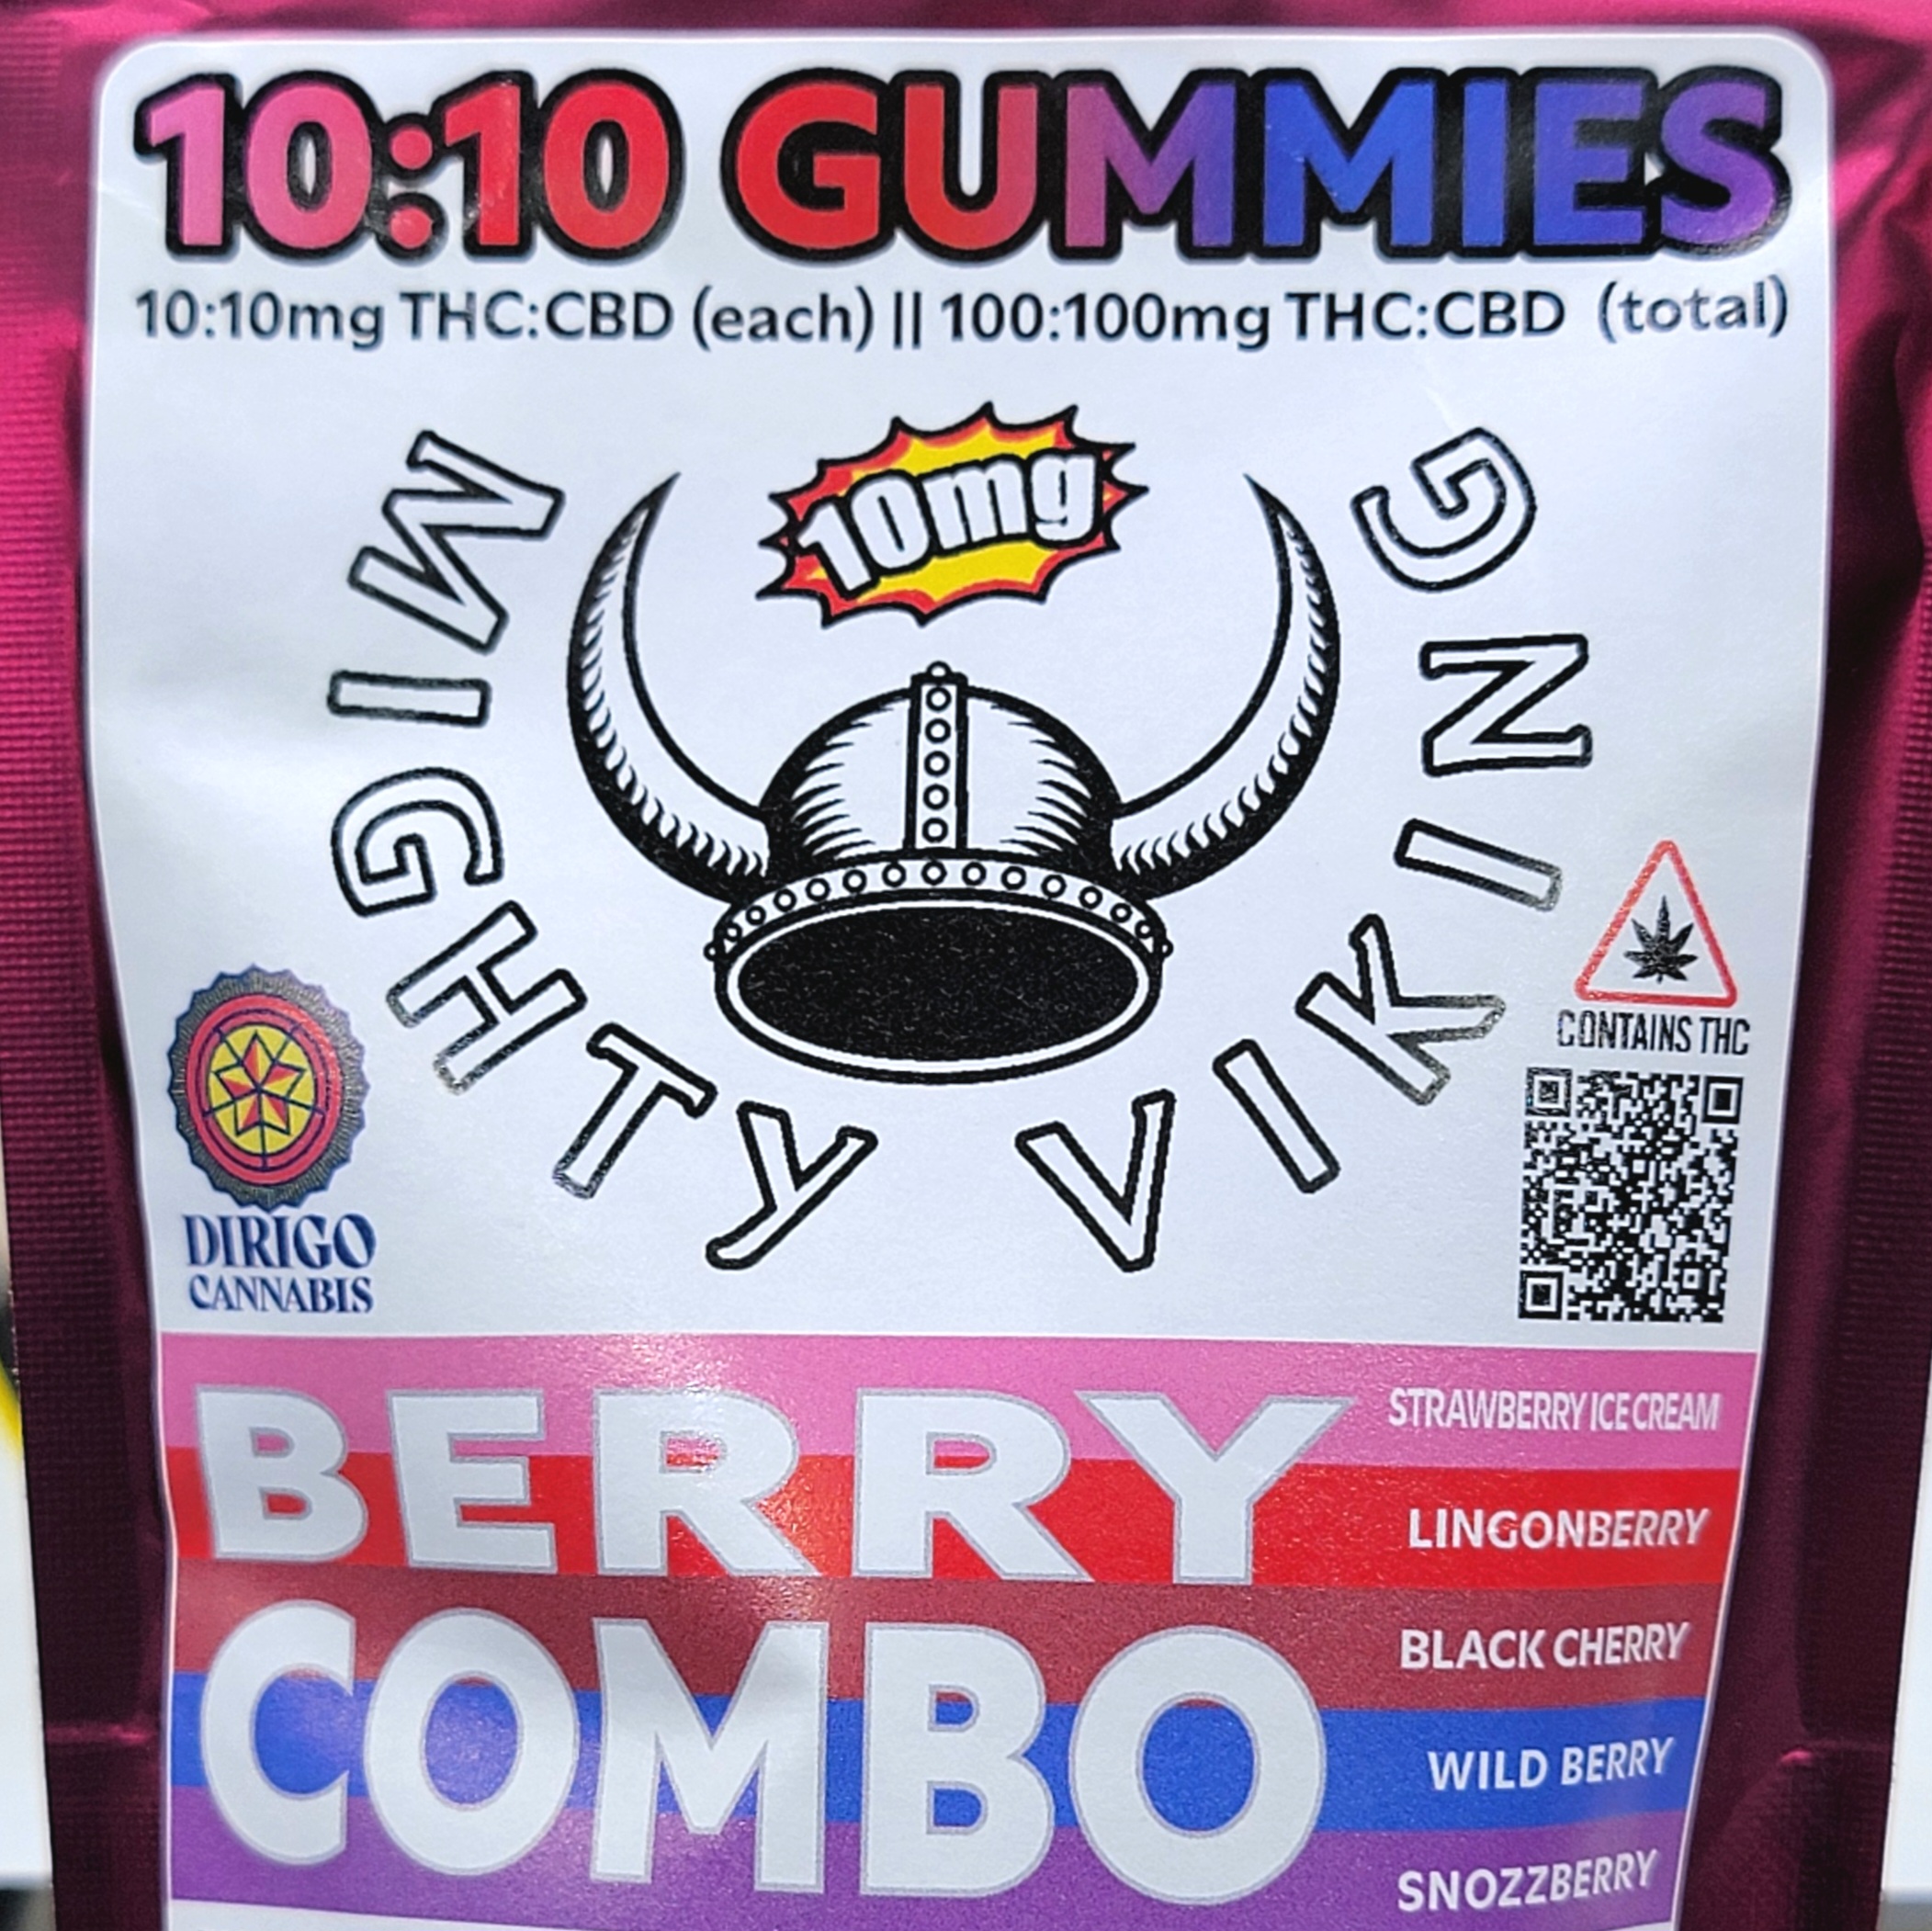 10:10 GUMMIES
10:10mg THC:CBD (each) || 100:100mg THC:CBD (total)
10mg
MIGHTY VIKING
CONTAINS THC
DIRIGO
CANNABIS
BERRY
COMBO
STRAWBERRY ICE CREAM
LINGONBERRY
BLACK CHERRY
WILD BERRY
SNOZZBERRY